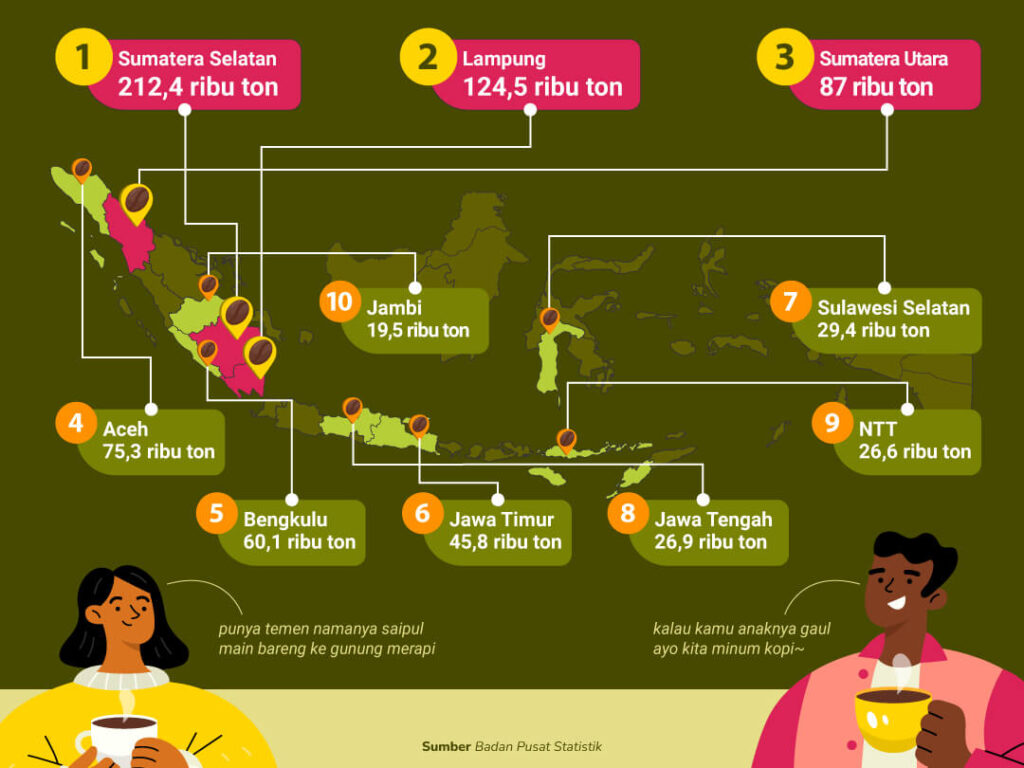 1
Sumatera Selatan
212,4 ribu ton
2
Lampung
124,5 ribu ton
3
Sumatera Utara
87 ribu ton
10
Jambi
19,5 ribu ton
7
Sulawesi Selatan
29,4 ribu ton
4
Aceh
75,3 ribu ton
9
NTT
26,6 ribu ton
5
Bengkulu
60,1 ribu ton
6
Jawa Timur
45,8 ribu ton
8
Jawa Tengah
26,9 ribu ton
punya temen namanya saipul
main bareng ke gunung merapi
kalau kamu anaknya gaul
ayo kita minum kopi~
Sumber Badan Pusat Statistik